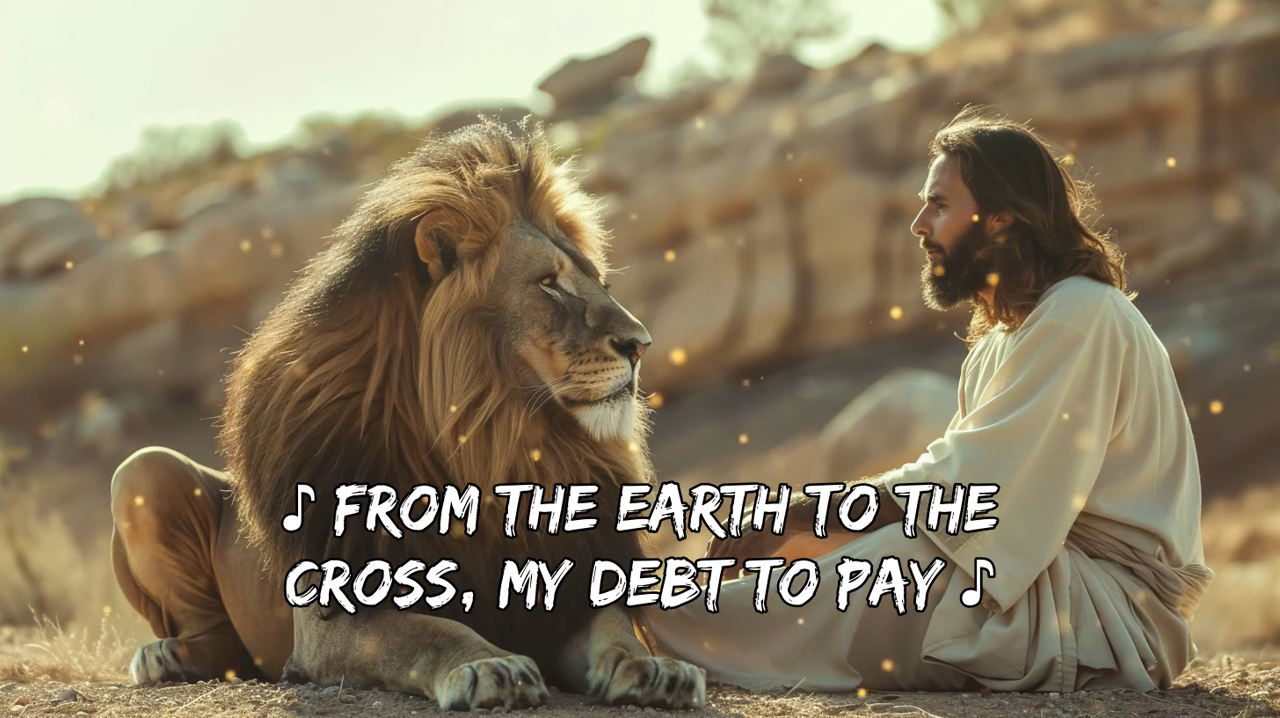 ♪ FROM THE EARTH TO THE
CROSS, MY DEBT TO PAY ♪